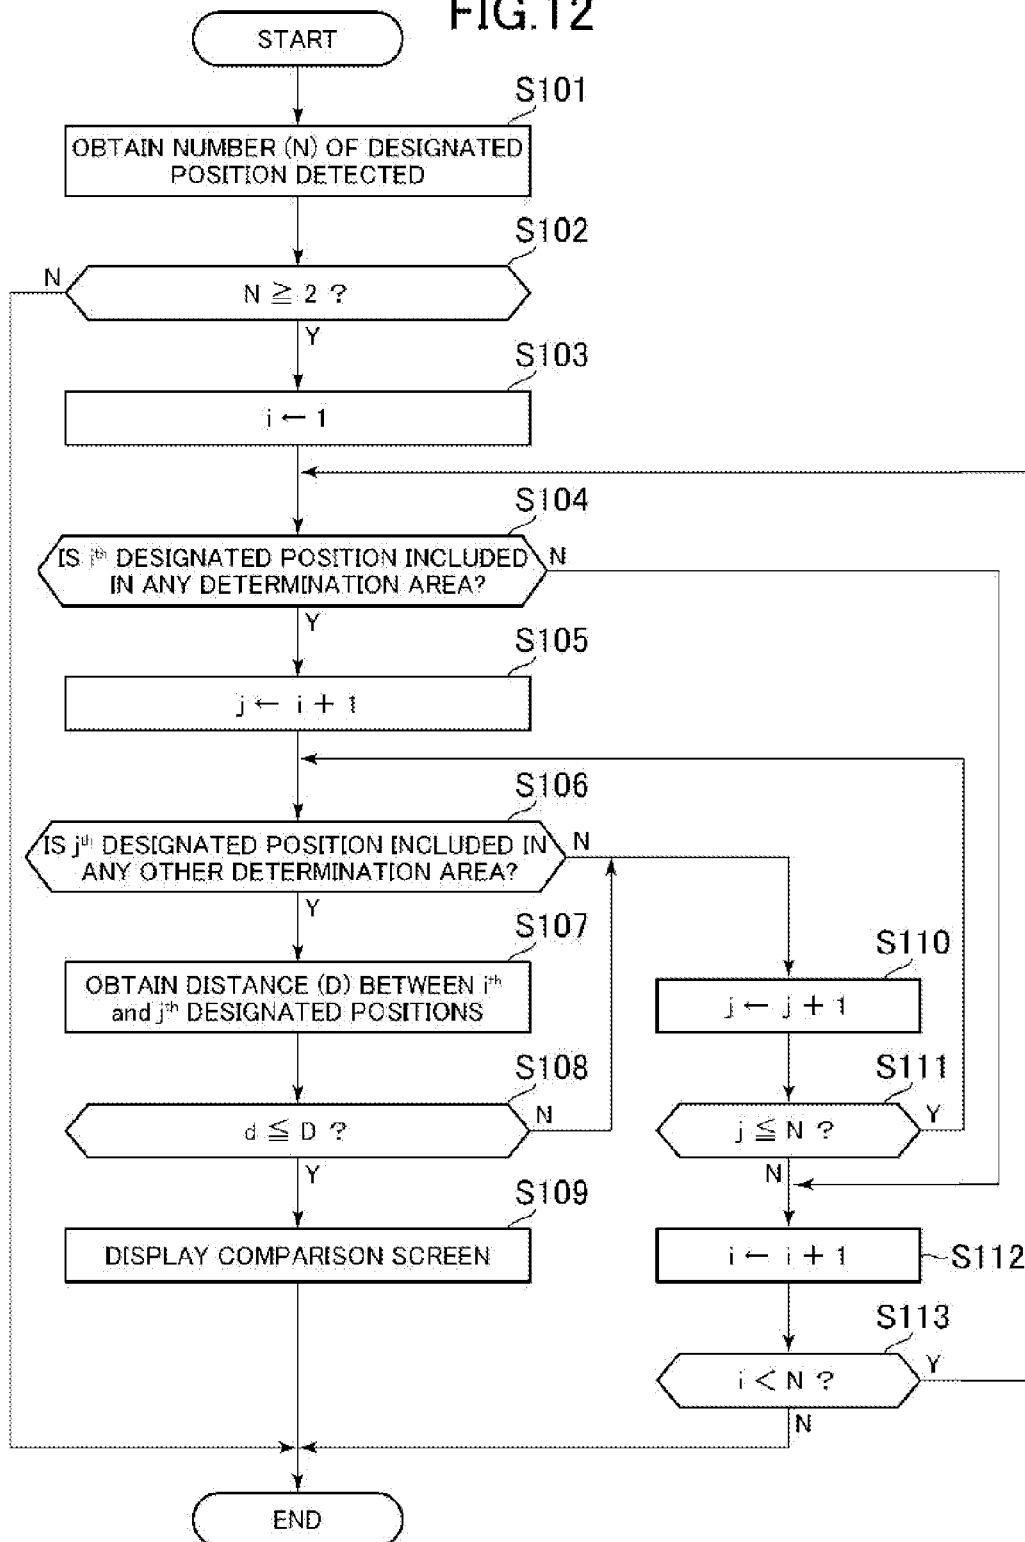 FIG.12
START
S101
OBTAIN NUMBER (N) OF DESIGNATED
POSITION DETECTED
S102
N
N ≧ 2 ?
Y
S103
i ← 1
S104
IS iᵗʰ DESIGNATED POSITION INCLUDED
IN ANY DETERMINATION AREA?
N
Y
S105
j ← i + 1
S106
IS jᵗʰ DESIGNATED POSITION INCLUDED IN
ANY OTHER DETERMINATION AREA?
N
Y
S107
OBTAIN DISTANCE (D) BETWEEN iᵗʰ
and jᵗʰ DESIGNATED POSITIONS
S108
d ≦ D ?
N
Y
S109
DISPLAY COMPARISON SCREEN
S110
j ← j + 1
S111
j ≦ N ?
Y
N
i ← i + 1
S112
S113
i < N ?
Y
N
END